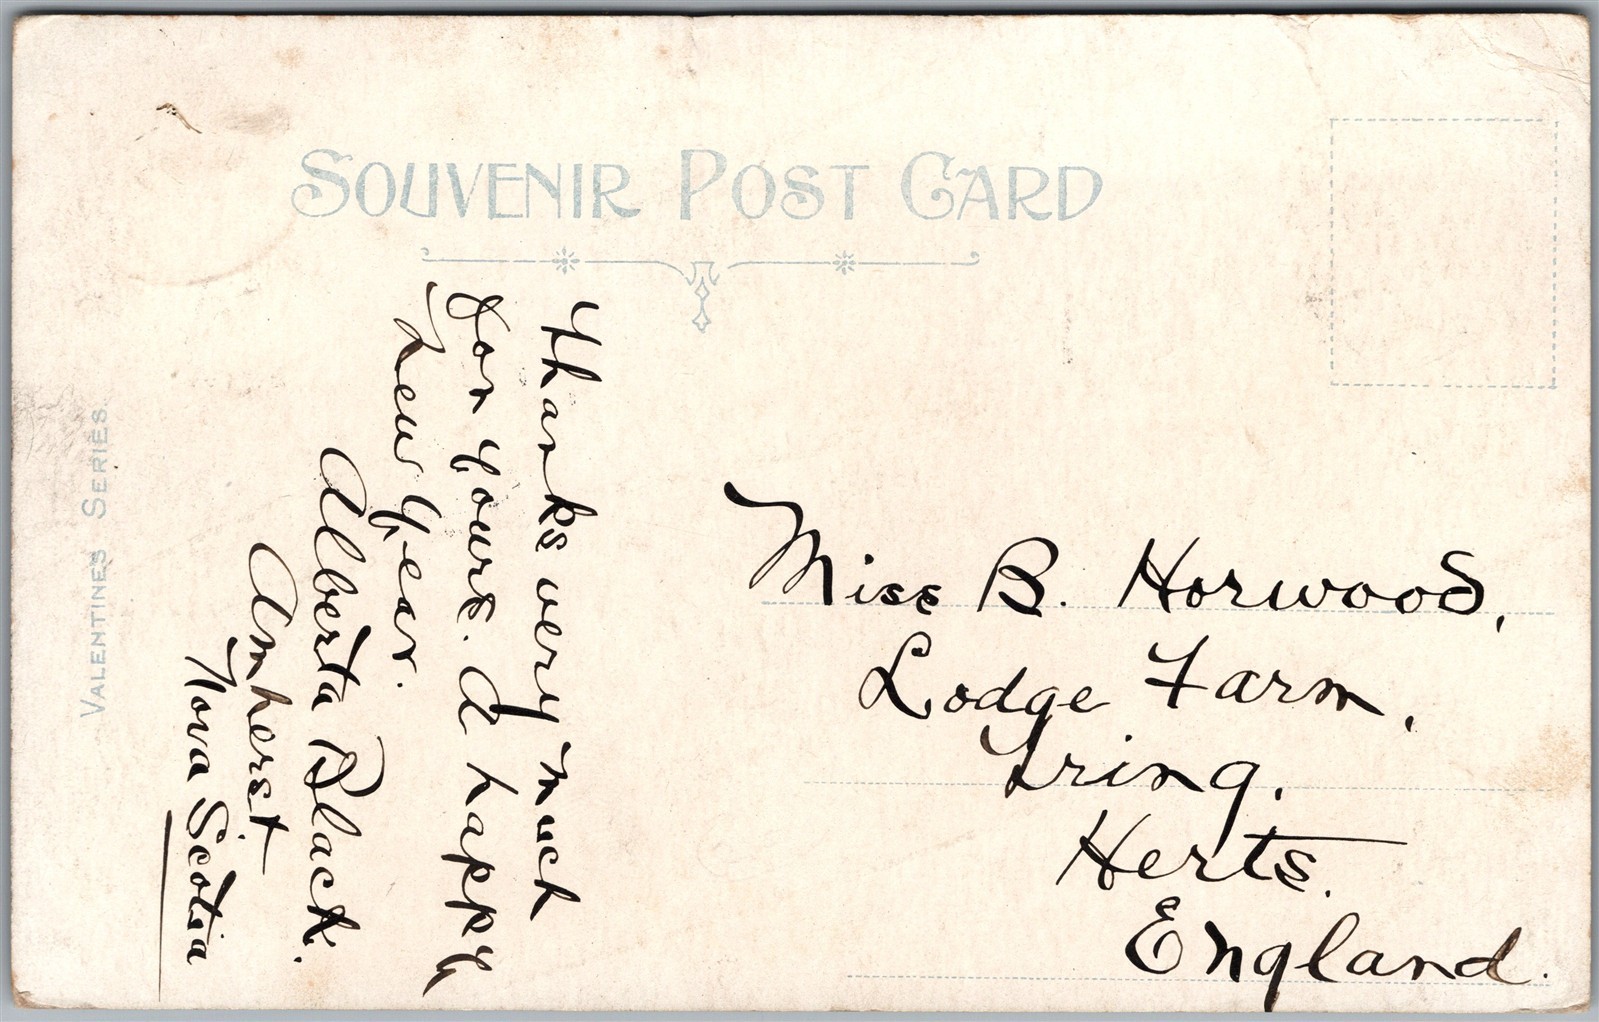 SOUVENIR POST CARD
Thanks very much
for yours. A happy
New Year.
Alberta Black.
Amherst
Nova Scotia
Miss B. Horwood,
Lodge Farm,
Tring,
Herts.
England.
VALENTINES SERIES.